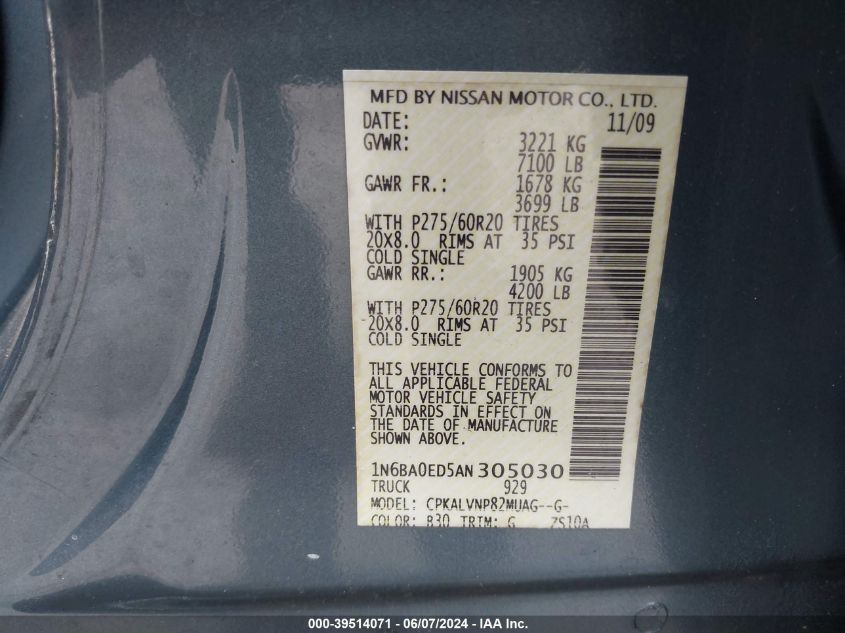 MFD BY NISSAN MOTOR CO., LTD.
DATE: 11/09
GVWR: 3221 KG
7100 LB
GAWR FR.: 1678 KG
3699 LB
WITH P275/60R20 TIRES
20X8.0 RIMS AT 35 PSI
COLD SINGLE
GAWR RR.: 1905 KG
4200 LB
WITH P275/60R20 TIRES
20X8.0 RIMS AT 35 PSI
COLD SINGLE
THIS VEHICLE CONFORMS TO
ALL APPLICABLE FEDERAL
MOTOR VEHICLE SAFETY
STANDARDS IN EFFECT ON
THE DATE OF MANUFACTURE
SHOWN ABOVE.
1N6BA0ED5AN 305030
TRUCK 929
MODEL: CPKALVNP82MUAG--G-
COLOR: B30 TRIM: G ZS10A
000-39514071 - 06/07/2024 - IAA Inc.